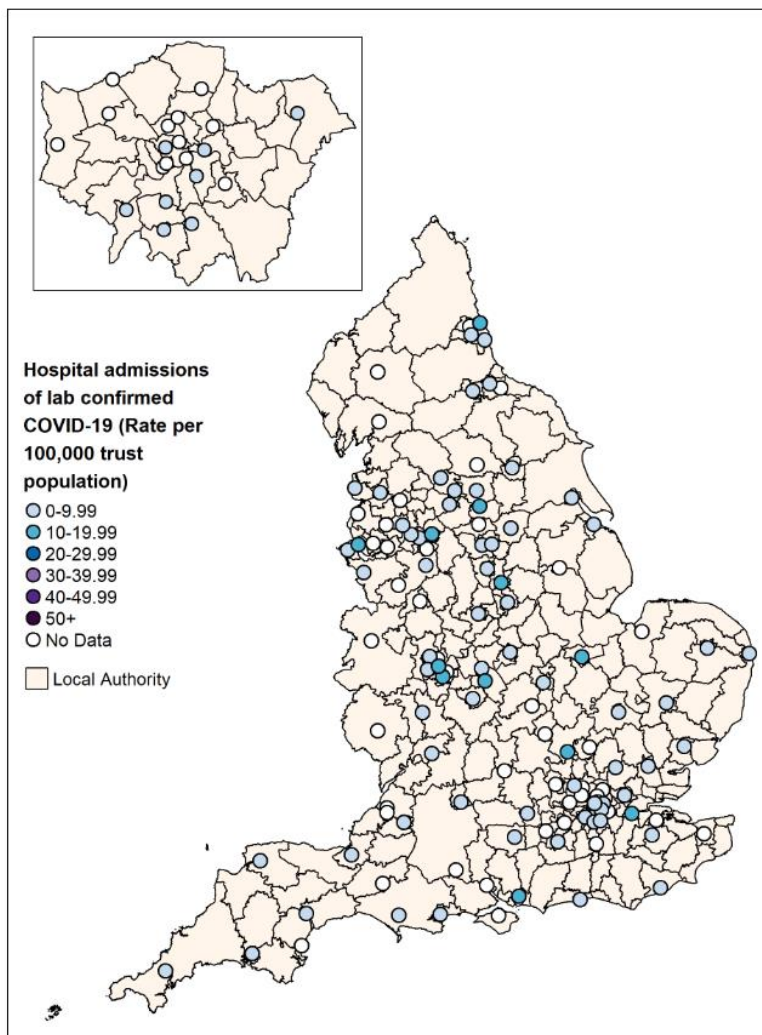 Hospital admissions
of lab confirmed
COVID-19 (Rate per
100,000 trust
population)
0-9.99
10-19.99
20-29.99
30-39.99
40-49.99
50+
No Data
Local Authority